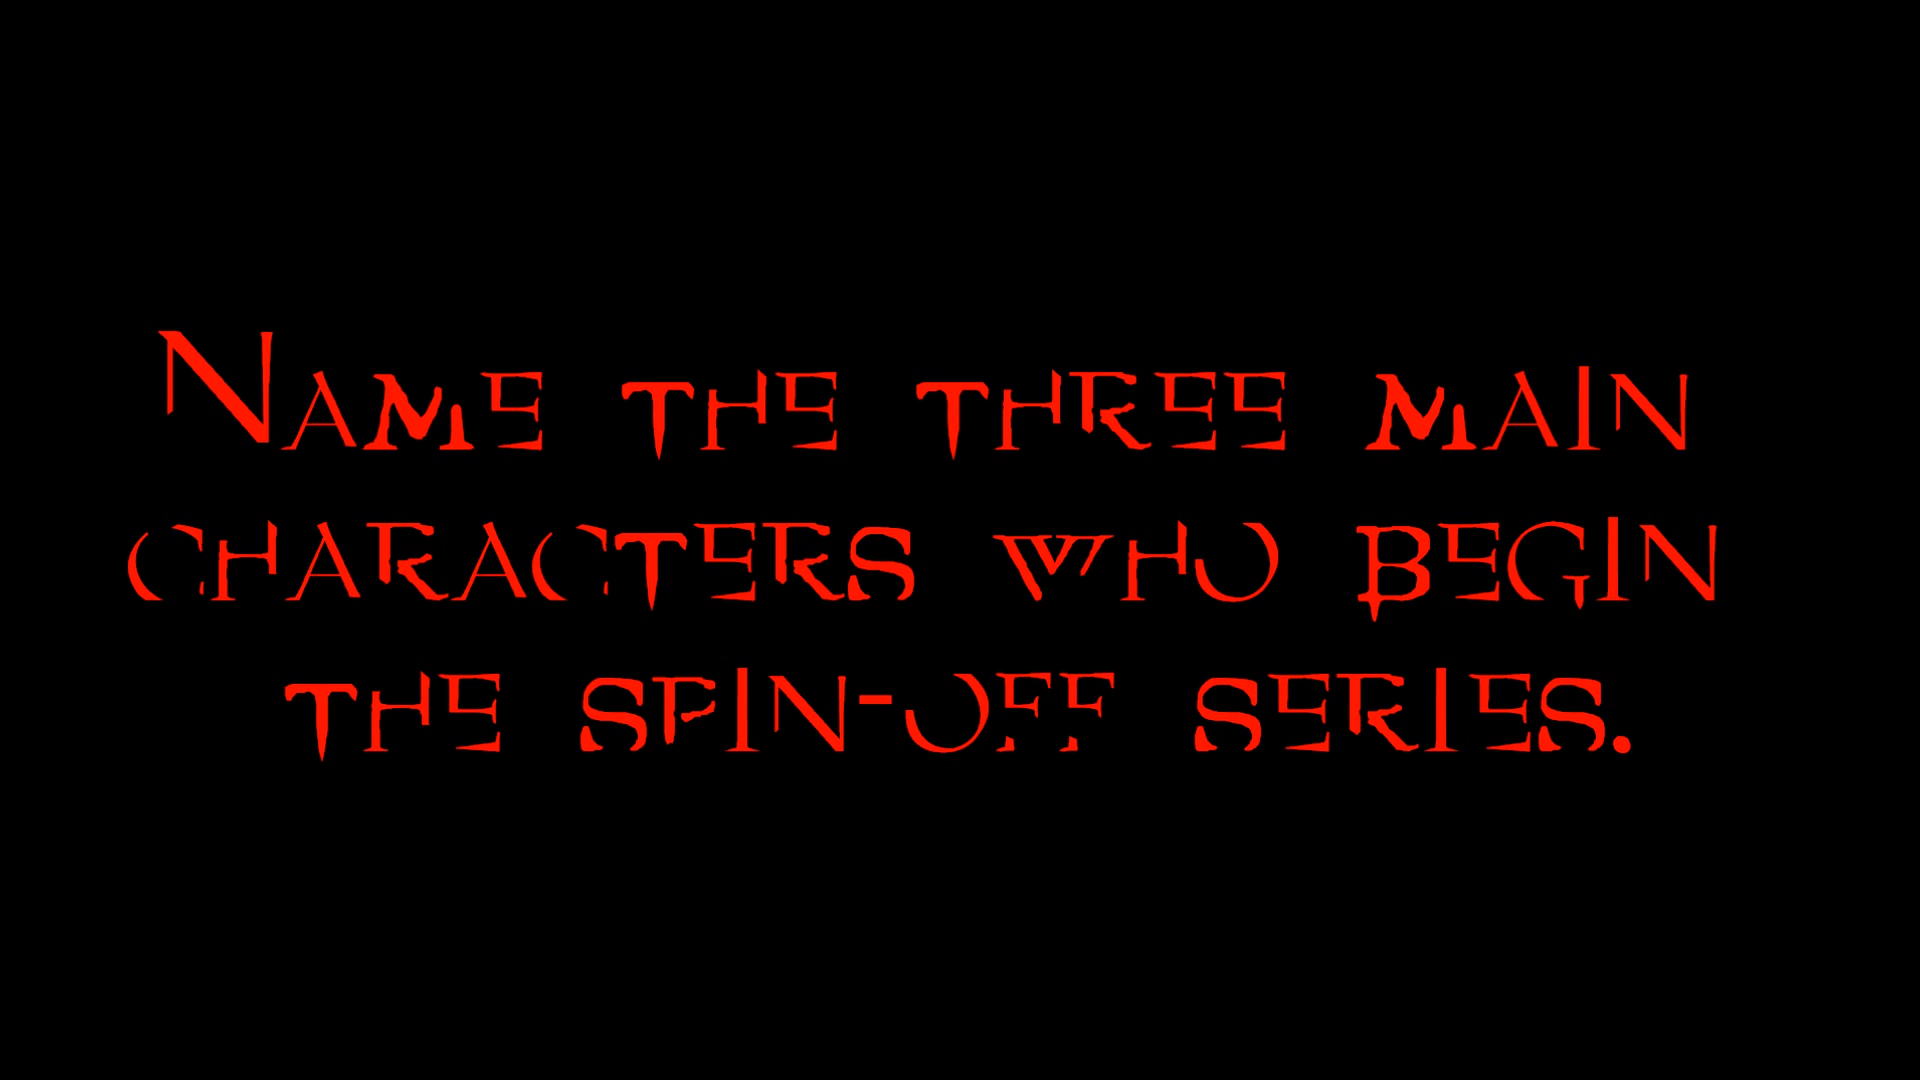 Name the three main
characters who begin
the spin-off series.